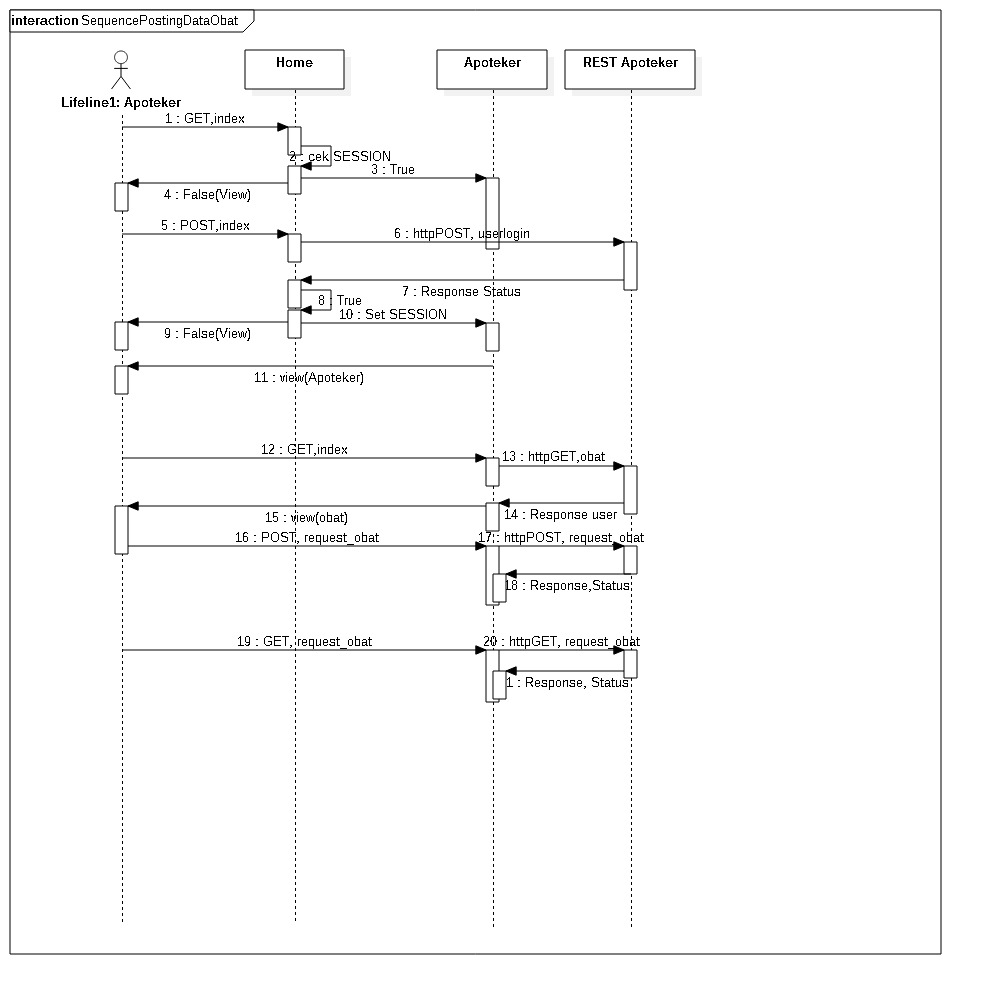 interaction SequencePostingDataObat
Home
Apoteker
REST Apoteker
Lifeline1: Apoteker
1 : GET,index
2 : cek SESSION
3 : True
4 : False(View)
5 : POST,index
6 : httpPOST, userlogin
7 : Response Status
8 : True
10 : Set SESSION
9 : False(View)
11 : view(Apoteker)
12 : GET,index
13 : httpGET,obat
14 : Response user
15 : view(obat)
16 : POST, request_obat
17 : httpPOST, request_obat
18 : Response,Status
19 : GET, request_obat
20 : httpGET, request_obat
1 : Response, Status